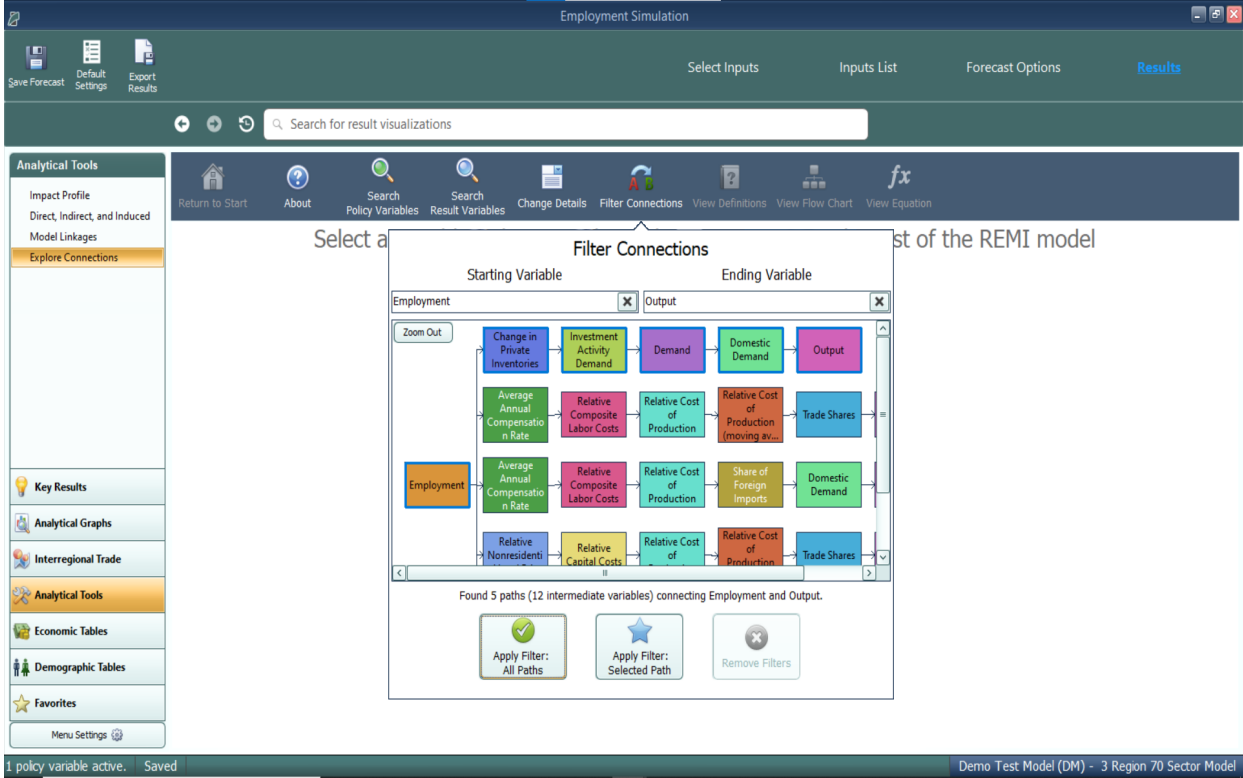 Employment Simulation
Save Forecast
Default
Settings
Export
Results
Select Inputs
Inputs List
Forecast Options
Results
Search for result visualizations
Analytical Tools
Impact Profile
Direct, Indirect, and Induced
Model Linkages
Explore Connections
Return to Start
About
Search
Policy Variables
Search
Result Variables
Change Details
Filter Connections
View Definitions
View Flow Chart
fx
View Equation
Select a
st of the REMI model
Filter Connections
Starting Variable
Ending Variable
Employment
Output
Zoom Out
Change in
Private
Inventories
Investment
Activity
Demand
Demand
Domestic
Demand
Output
Average
Annual
Compensatio
n Rate
Relative
Composite
Labor Costs
Relative Cost
of
Production
Relative Cost
of
Production
(moving av...
Trade Shares
Employment
Average
Annual
Compensatio
n Rate
Relative
Composite
Labor Costs
Relative Cost
of
Production
Share of
Foreign
Imports
Domestic
Demand
Relative
Nonresidenti
Relative
Capital Costs
Relative Cost
of
Relative Cost
of
Production
Trade Shares
Found 5 paths (12 intermediate variables) connecting Employment and Output.
Apply Filter:
All Paths
Apply Filter:
Selected Path
Remove Filters
Key Results
Analytical Graphs
Interregional Trade
Analytical Tools
Economic Tables
Demographic Tables
Favorites
Menu Settings
1 policy variable active.
Saved
Demo Test Model (DM) - 3 Region 70 Sector Model